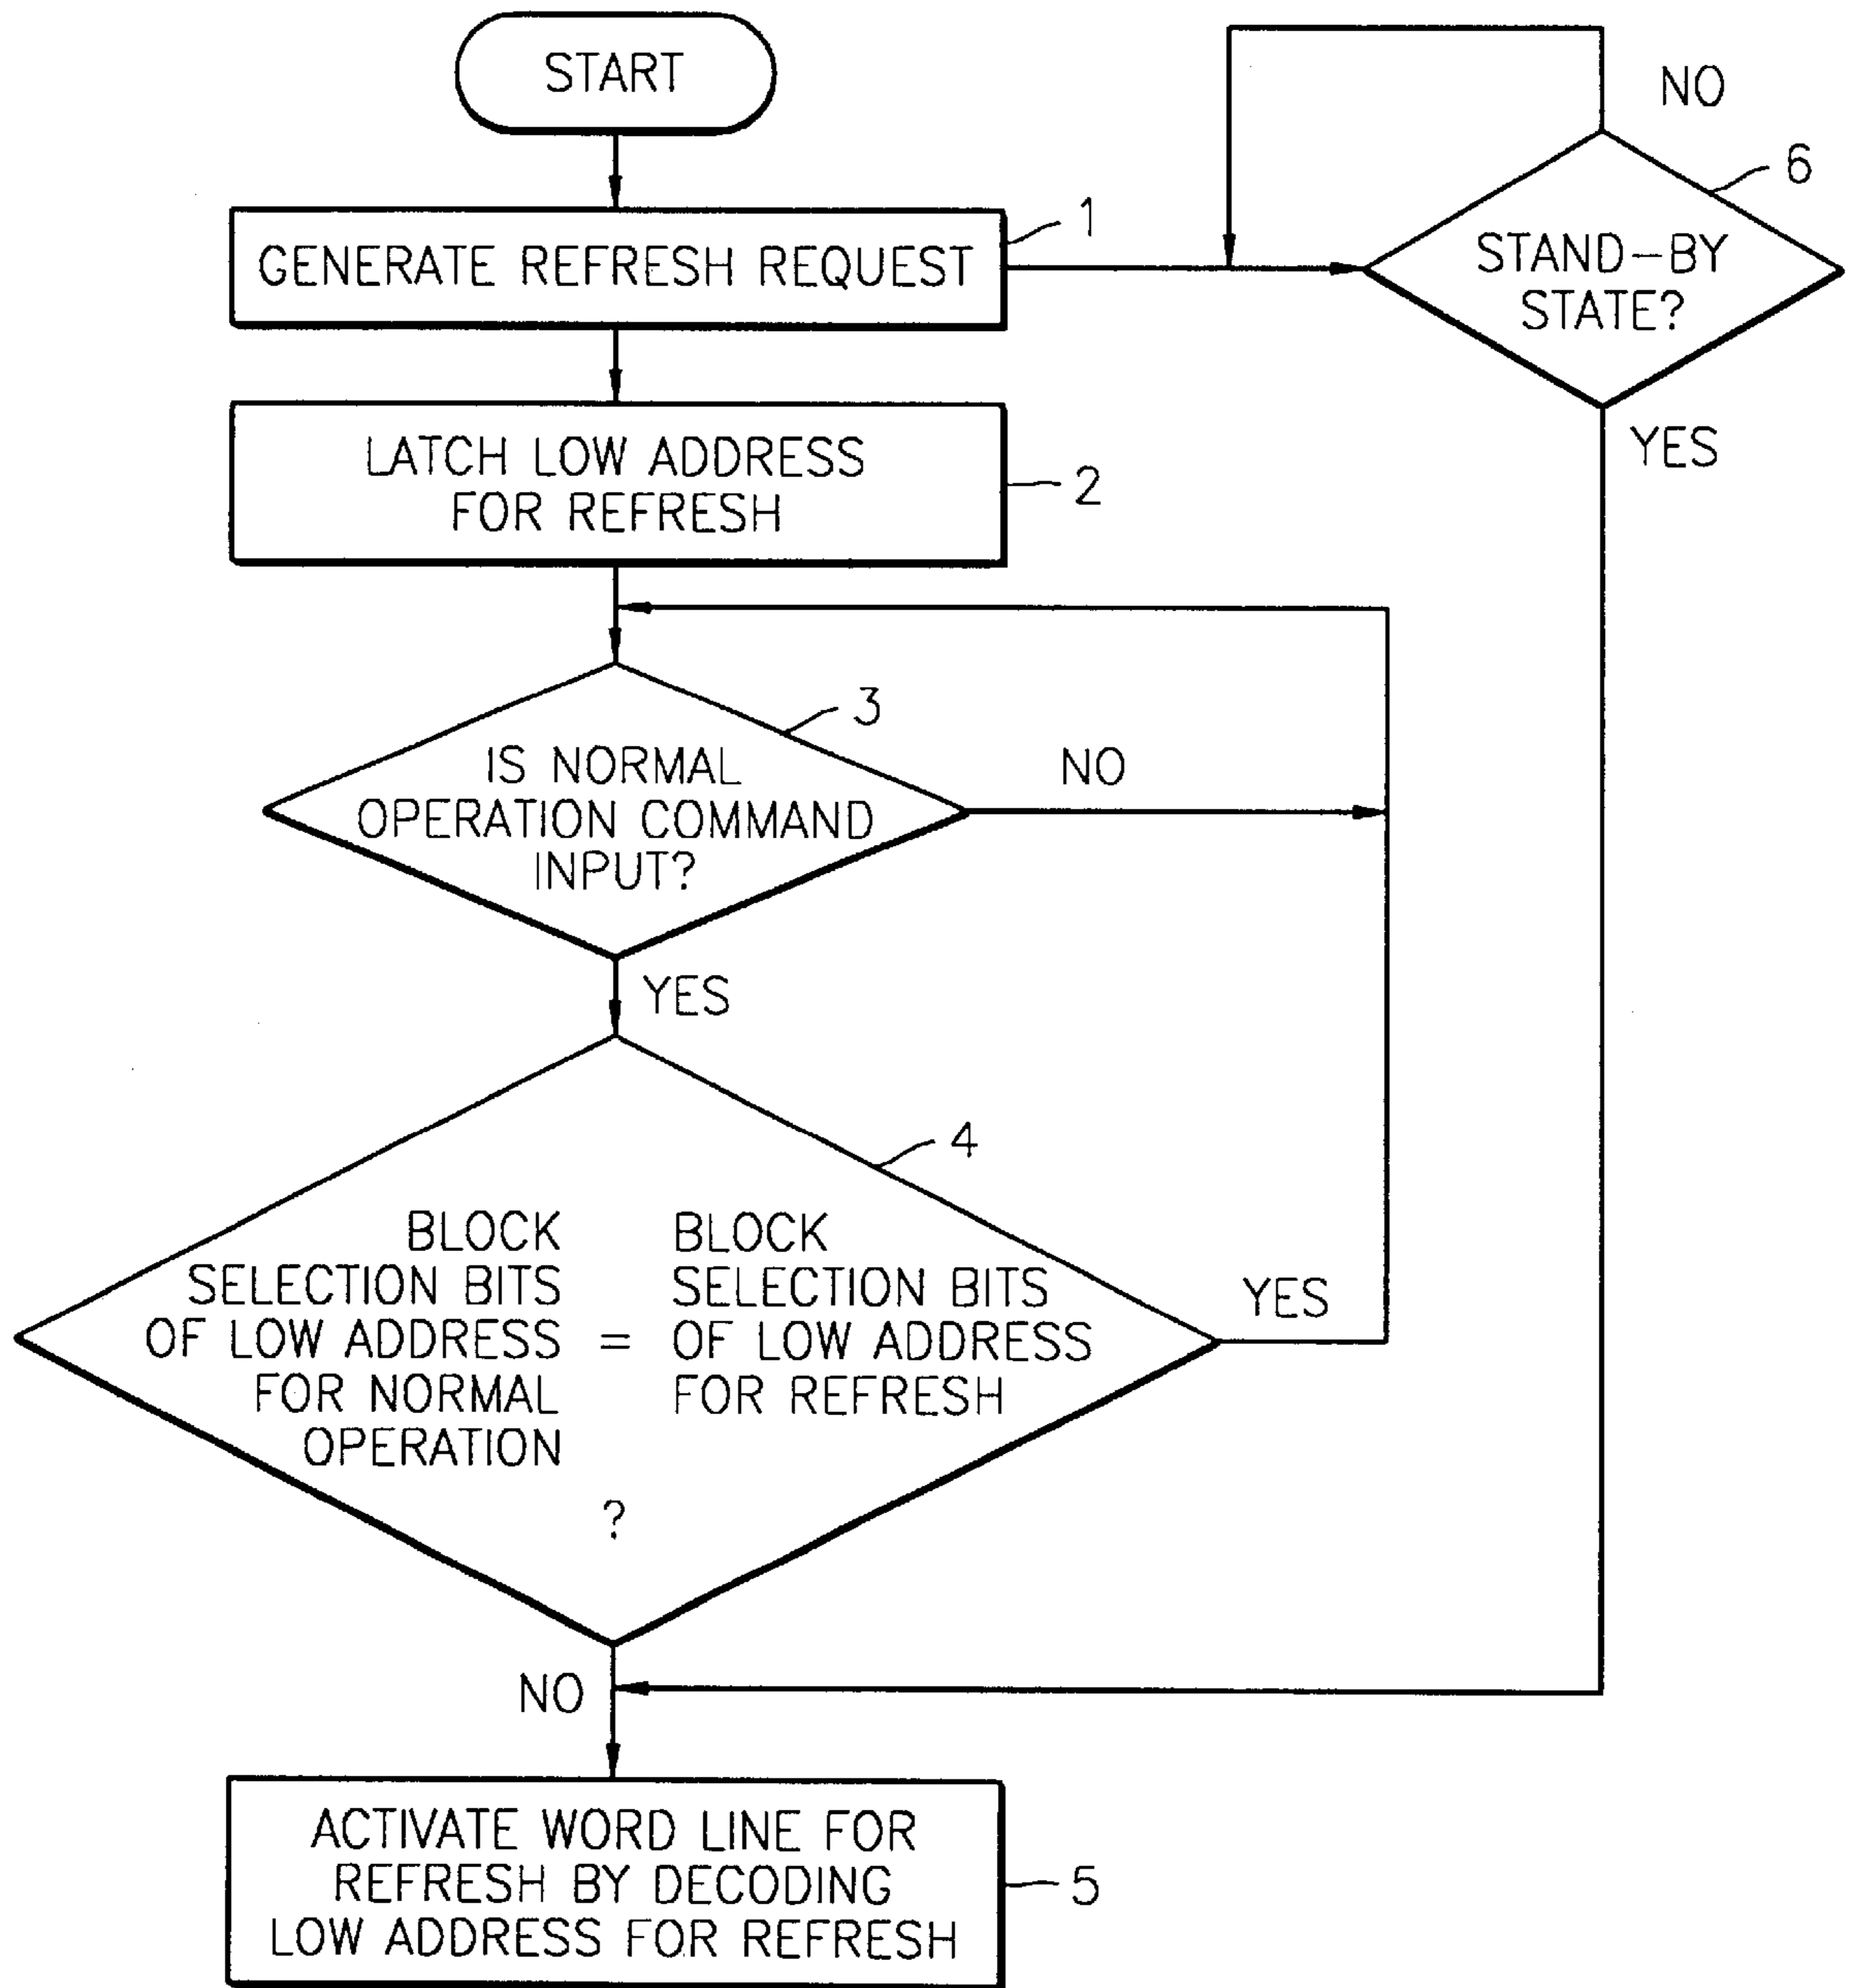 START
NO
6
STAND-BY
STATE?
YES
1
GENERATE REFRESH REQUEST
LATCH LOW ADDRESS
FOR REFRESH
2
3
IS NORMAL
OPERATION COMMAND
INPUT?
NO
YES
4
BLOCK
SELECTION BITS
OF LOW ADDRESS
FOR NORMAL
OPERATION
=
BLOCK
SELECTION BITS
OF LOW ADDRESS
FOR REFRESH
?
YES
NO
ACTIVATE WORD LINE FOR
REFRESH BY DECODING
LOW ADDRESS FOR REFRESH
5